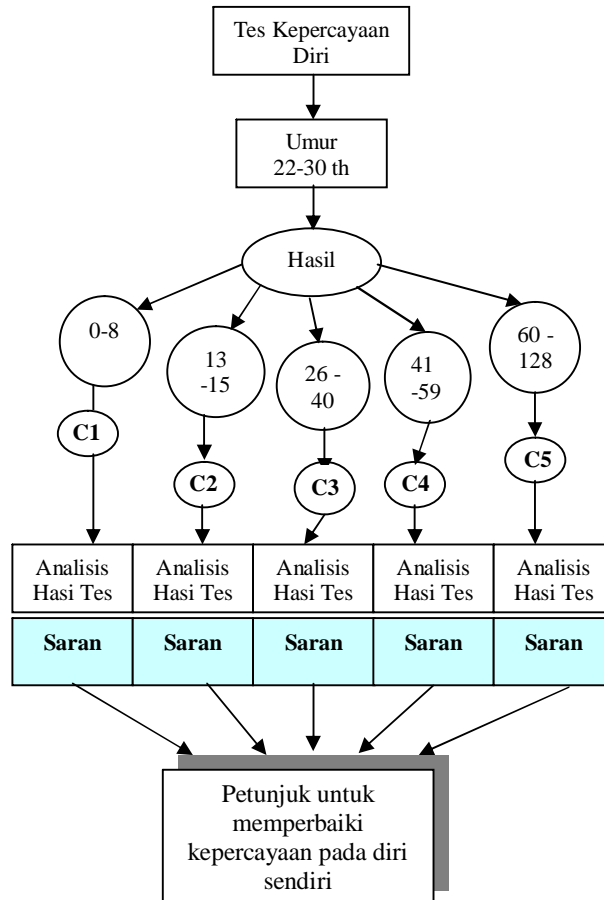 Tes Kepercayaan
Diri
Umur
22-30 th
Hasil
0-8
13
-15
26 -
40
41
-59
60 -
128
C1
C2
C3
C4
C5
Analisis
Hasi Tes
Analisis
Hasi Tes
Analisis
Hasi Tes
Analisis
Hasi Tes
Analisis
Hasi Tes
Saran
Saran
Saran
Saran
Saran
Petunjuk untuk
memperbaiki
kepercayaan pada diri
sendiri